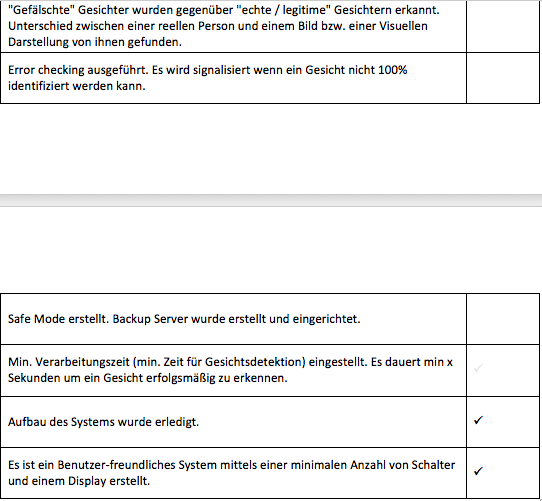 "Gefälschte" Gesichter wurden gegenüber "echte / legitime" Gesichtern erkannt.
Unterschied zwischen einer reellen Person und einem Bild bzw. einer Visuellen
Darstellung von ihnen gefunden.
Error checking ausgeführt. Es wird signalisiert wenn ein Gesicht nicht 100%
identifiziert werden kann.
Safe Mode erstellt. Backup Server wurde erstellt und eingerichtet.
Min. Verarbeitungszeit (min. Zeit für Gesichtsdetektion) eingestellt. Es dauert min x
Sekunden um ein Gesicht erfolgsmäßig zu erkennen.
✓
Aufbau des Systems wurde erledigt.
✓
Es ist ein Benutzer-freundliches System mittels einer minimalen Anzahl von Schalter
und einem Display erstellt.
✓